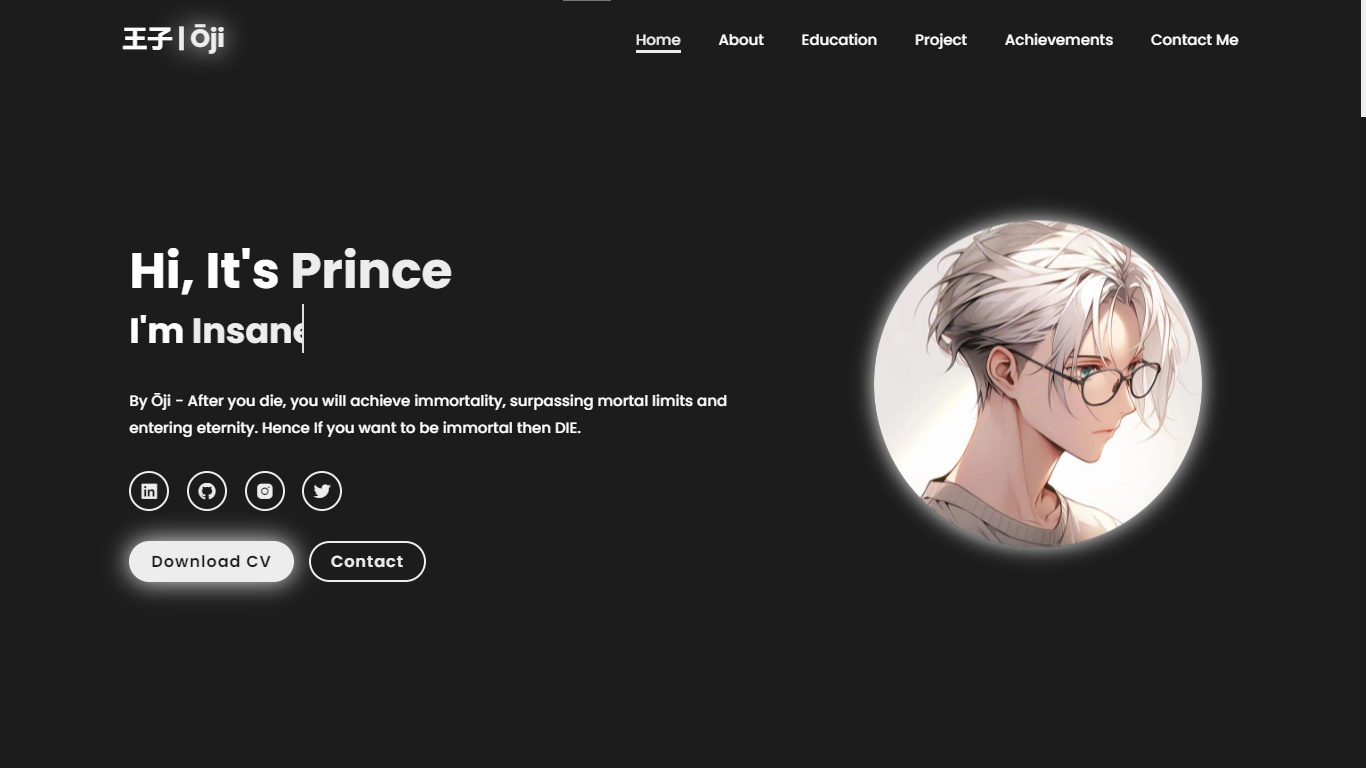 王子 | Ōji
Home About Education Project Achievements Contact Me
Hi, It's Prince
I'm Insane
By Ōji - After you die, you will achieve immortality, surpassing mortal limits and
entering eternity. Hence If you want to be immortal then DIE.
Download CV Contact